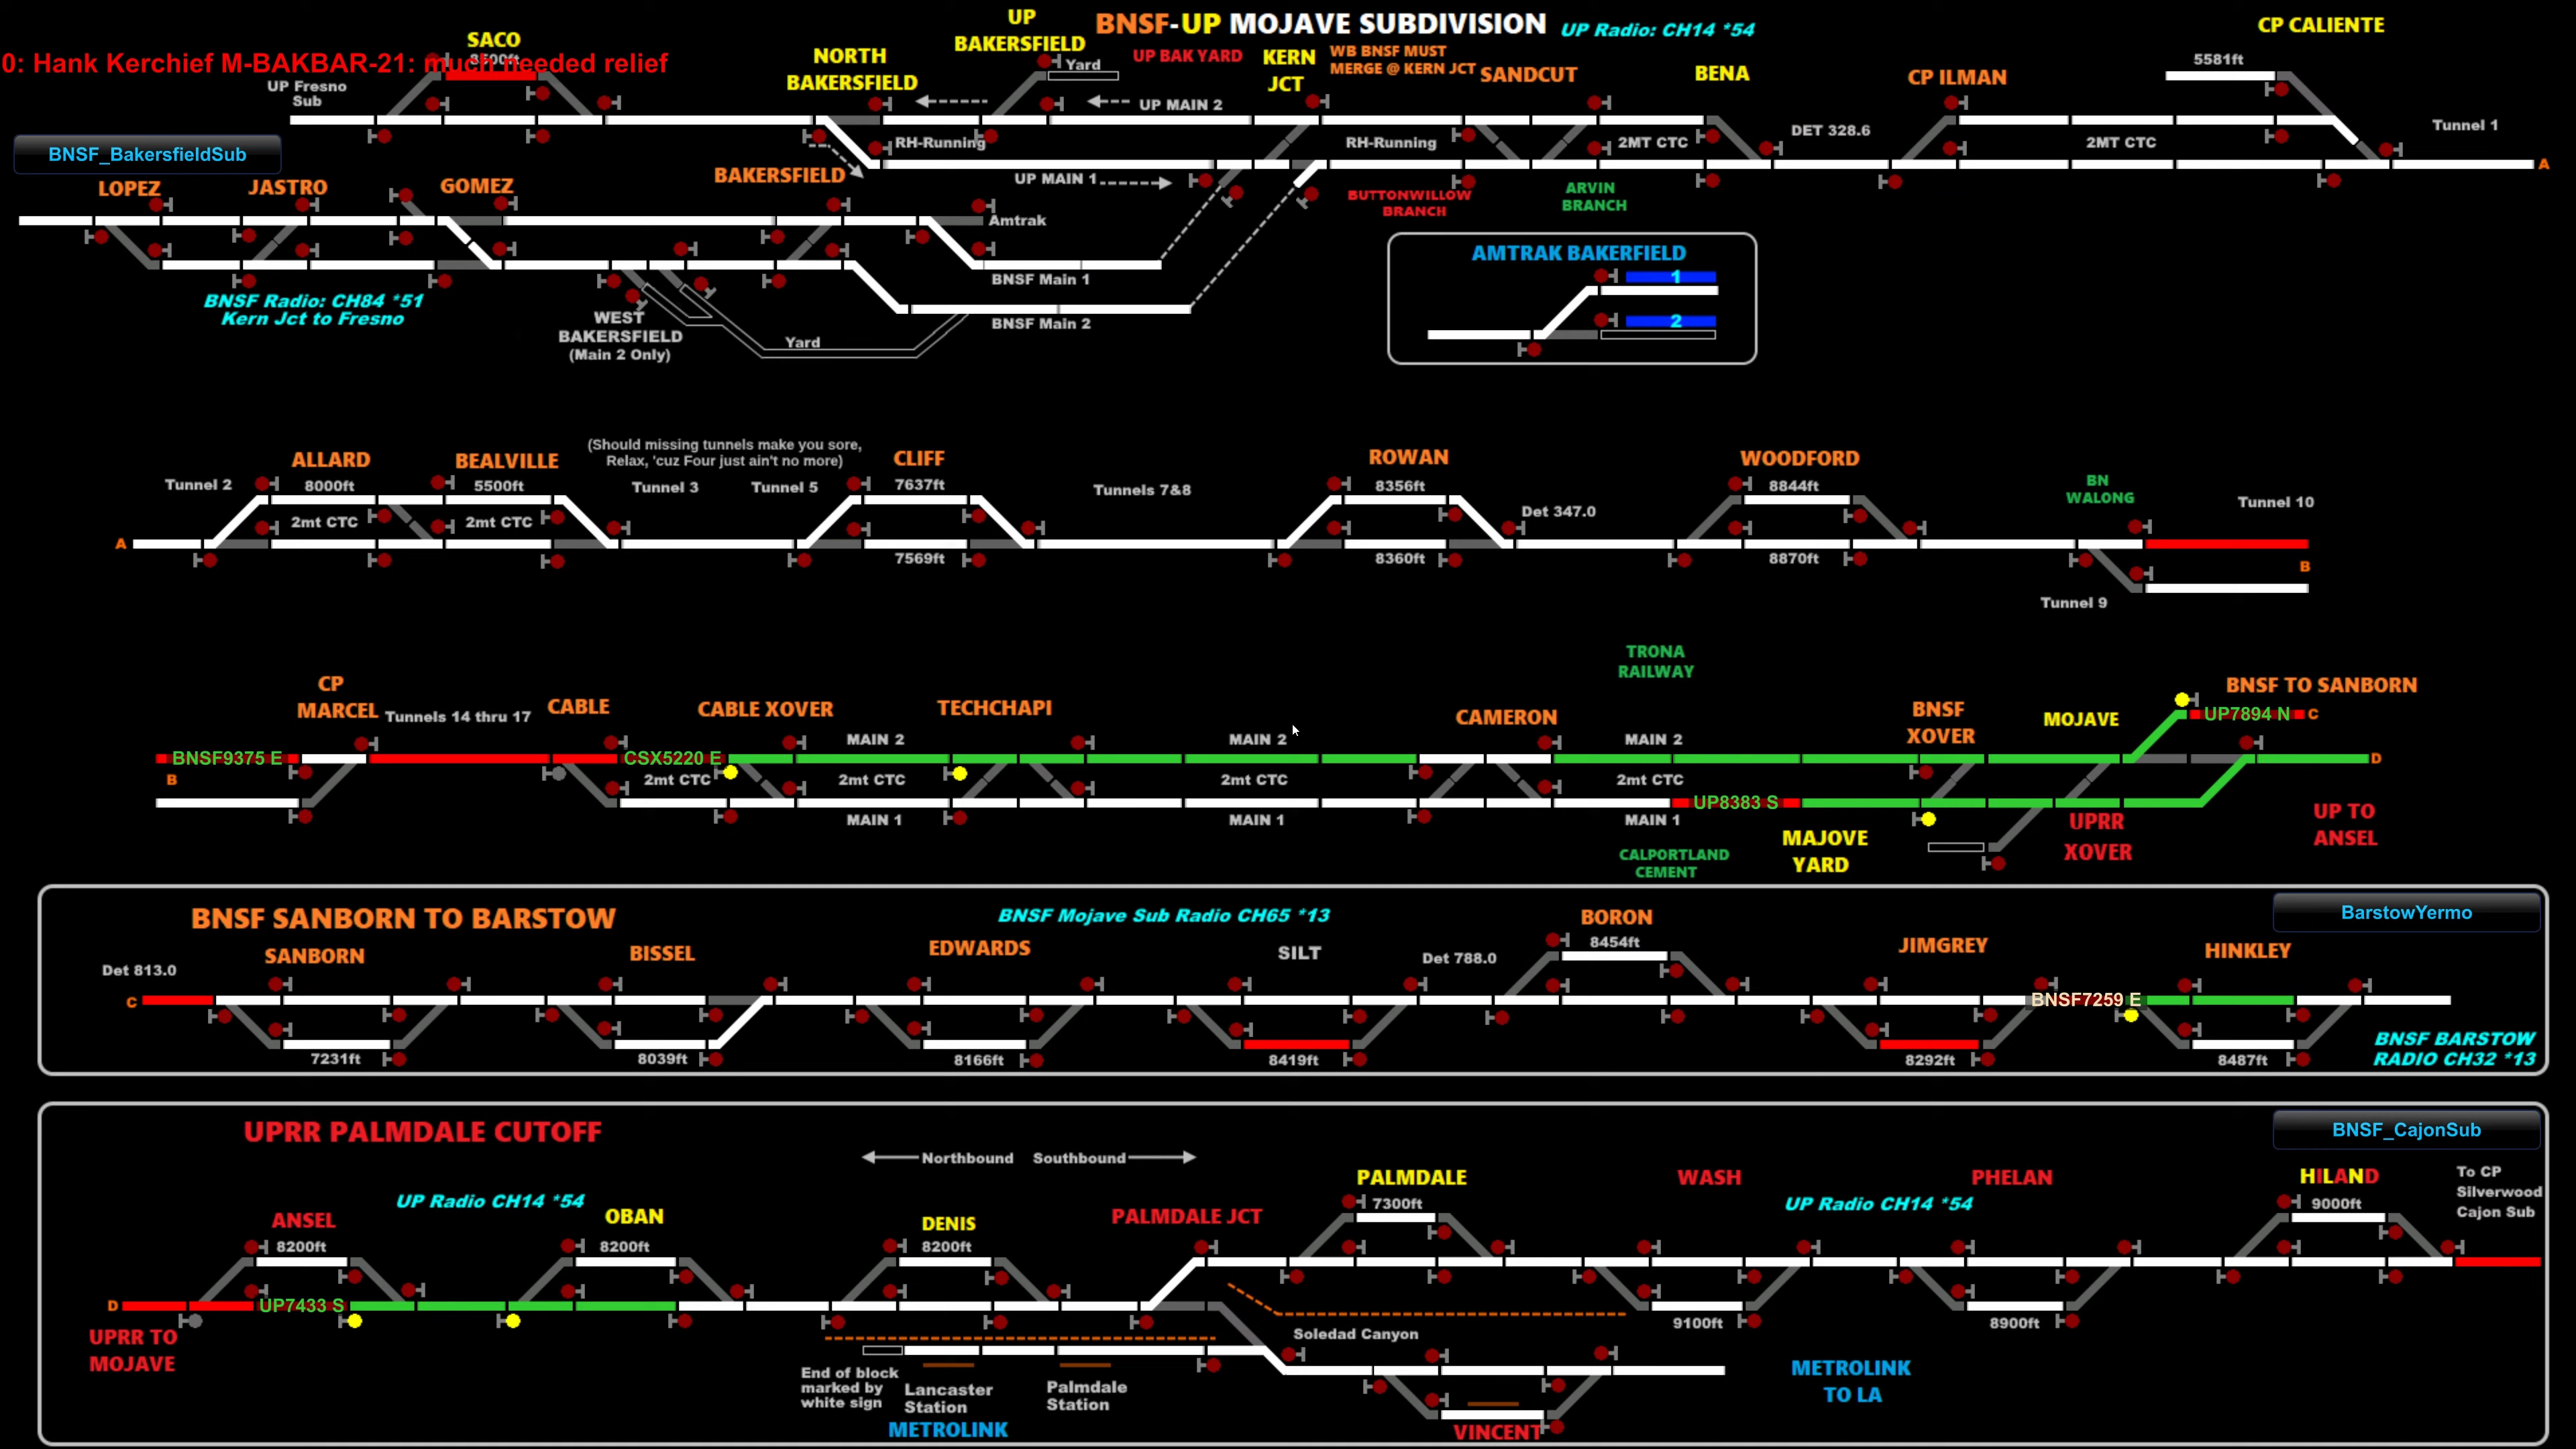 BNSF-UP MOJAVE SUBDIVISION
UP Radio: CH14 *54
CP CALIENTE
SACO
8500ft
0: Hank Kerchief M-BAKBAR-21: much needed relief
UP Fresno
Sub
NORTH
BAKERSFIELD
UP
BAKERSFIELD
Yard
UP BAK YARD
KERN
JCT
WB BNSF MUST
MERGE @ KERN JCT
SANDCUT
BENA
CP ILMAN
5581ft
UP MAIN 2
RH-Running
RH-Running
2MT CTC
DET 328.6
2MT CTC
Tunnel 1
A
BNSF_BakersfieldSub
UP MAIN 1
LOPEZ
JASTRO
GOMEZ
BAKERSFIELD
BUTTONWILLOW
BRANCH
ARVIN
BRANCH
Amtrak
BNSF Main 1
BNSF Main 2
BNSF Radio: CH84 *51
Kern Jct to Fresno
WEST
BAKERSFIELD
(Main 2 Only)
Yard
AMTRAK BAKERFIELD
1
2
ALLARD
8000ft
BEALVILLE
5500ft
(Should missing tunnels make you sore,
Relax, 'cuz Four just ain't no more)
CLIFF
7637ft
ROWAN
8356ft
WOODFORD
8844ft
BN
WALONG
Tunnel 2
Tunnel 3
Tunnel 5
Tunnels 7&8
Det 347.0
Tunnel 10
2mt CTC
2mt CTC
A
7569ft
8360ft
8870ft
B
Tunnel 9
TRONA
RAILWAY
CP
MARCEL
Tunnels 14 thru 17
CABLE
CABLE XOVER
TECHCHAPI
CAMERON
BNSF
XOVER
MOJAVE
BNSF TO SANBORN
UP7894 N
C
MAIN 2
MAIN 2
MAIN 2
BNSF9375 E
CSX5220 E
D
B
2mt CTC
2mt CTC
2mt CTC
2mt CTC
UP8383 S
MAIN 1
MAIN 1
MAIN 1
MAJOVE
YARD
UPRR
XOVER
UP TO
ANSEL
CALPORTLAND
CEMENT
BNSF SANBORN TO BARSTOW
BNSF Mojave Sub Radio CH65 *13
BarstowYermo
SANBORN
BISSEL
EDWARDS
SILT
BORON
8454ft
JIMGREY
HINKLEY
Det 813.0
Det 788.0
C
BNSF7259 E
7231ft
8039ft
8166ft
8419ft
8292ft
8487ft
BNSF BARSTOW
RADIO CH32 *13
UPRR PALMDALE CUTOFF
BNSF_CajonSub
Northbound
Southbound
UP Radio CH14 *54
ANSEL
8200ft
OBAN
8200ft
DENIS
8200ft
PALMDALE JCT
PALMDALE
7300ft
WASH
UP Radio CH14 *54
PHELAN
HILAND
9000ft
To CP
Silverwood
Cajon Sub
D
UP7433 S
UPRR TO
MOJAVE
9100ft
8900ft
Soledad Canyon
End of block
marked by
white sign
Lancaster
Station
Palmdale
Station
METROLINK
VINCENT
METROLINK
TO LA